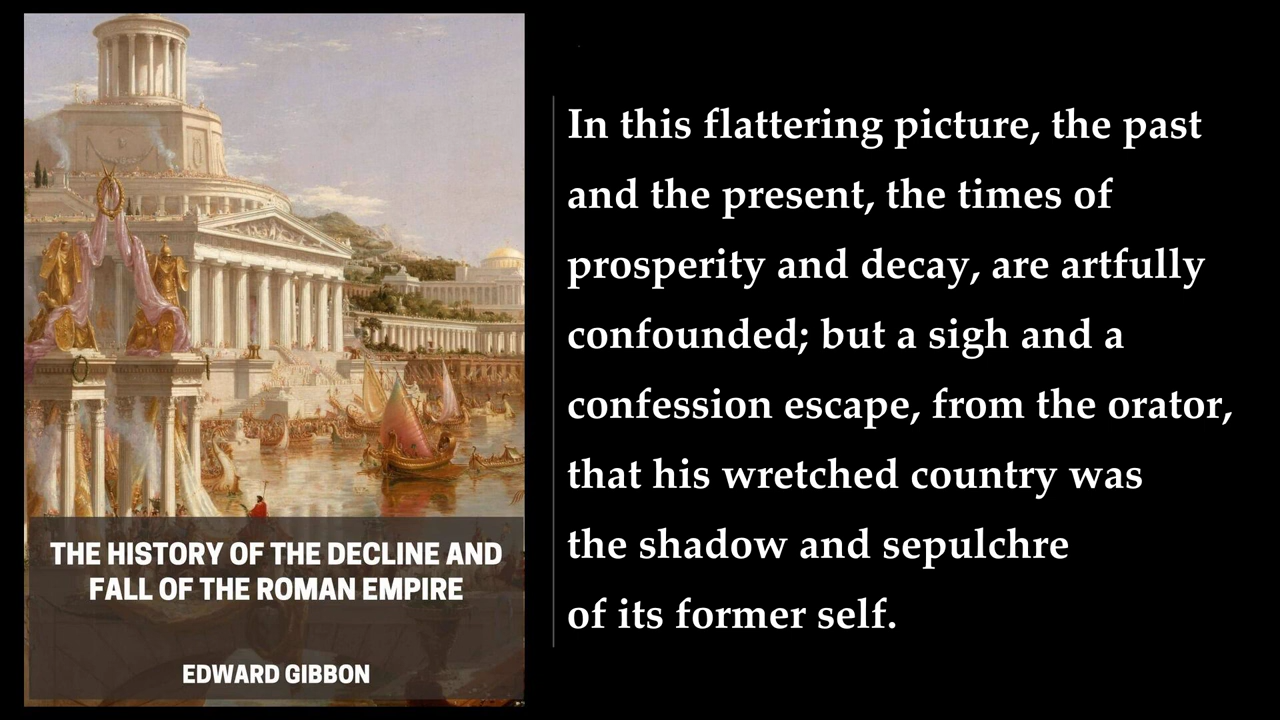 THE HISTORY OF THE DECLINE AND
FALL OF THE ROMAN EMPIRE
EDWARD GIBBON
In this flattering picture, the past
and the present, the times of
prosperity and decay, are artfully
confounded; but a sigh and a
confession escape, from the orator,
that his wretched country was
the shadow and sepulchre
of its former self.